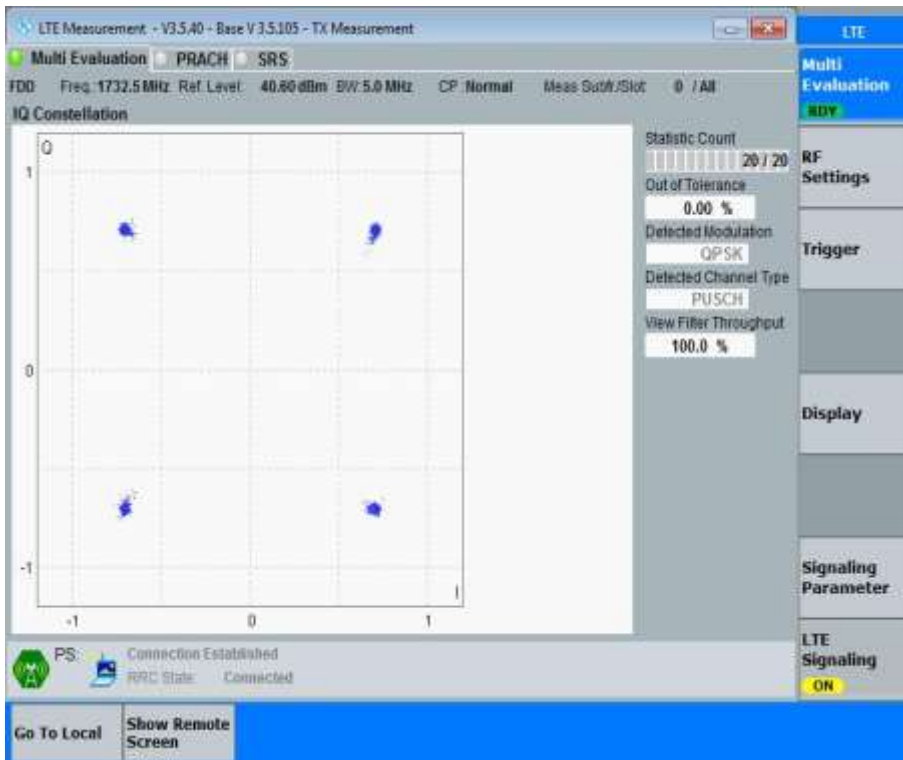 LTE Measurement - V3.5.40 - Base V 3.5.105 - TX Measurement
LTE
Multi Evaluation PRACH SRS
Multi
Evaluation
RDY
FDD Freq.: 1732.5 MHz Ref. Level: 40.60 dBm BW: 5.0 MHz CP: Normal Meas Subfr./Slot: 0 / All
IQ Constellation
Q
1
0
-1
-1
0
1
I
Statistic Count
20 / 20
Out of Tolerance
0.00 %
Detected Modulation
QPSK
Detected Channel Type
PUSCH
View Filter Throughput
100.0 %
RF
Settings
Trigger
Display
Signaling
Parameter
LTE
Signaling
ON
PS: Connection Established
RRC State: Connected
Go To Local
Show Remote
Screen